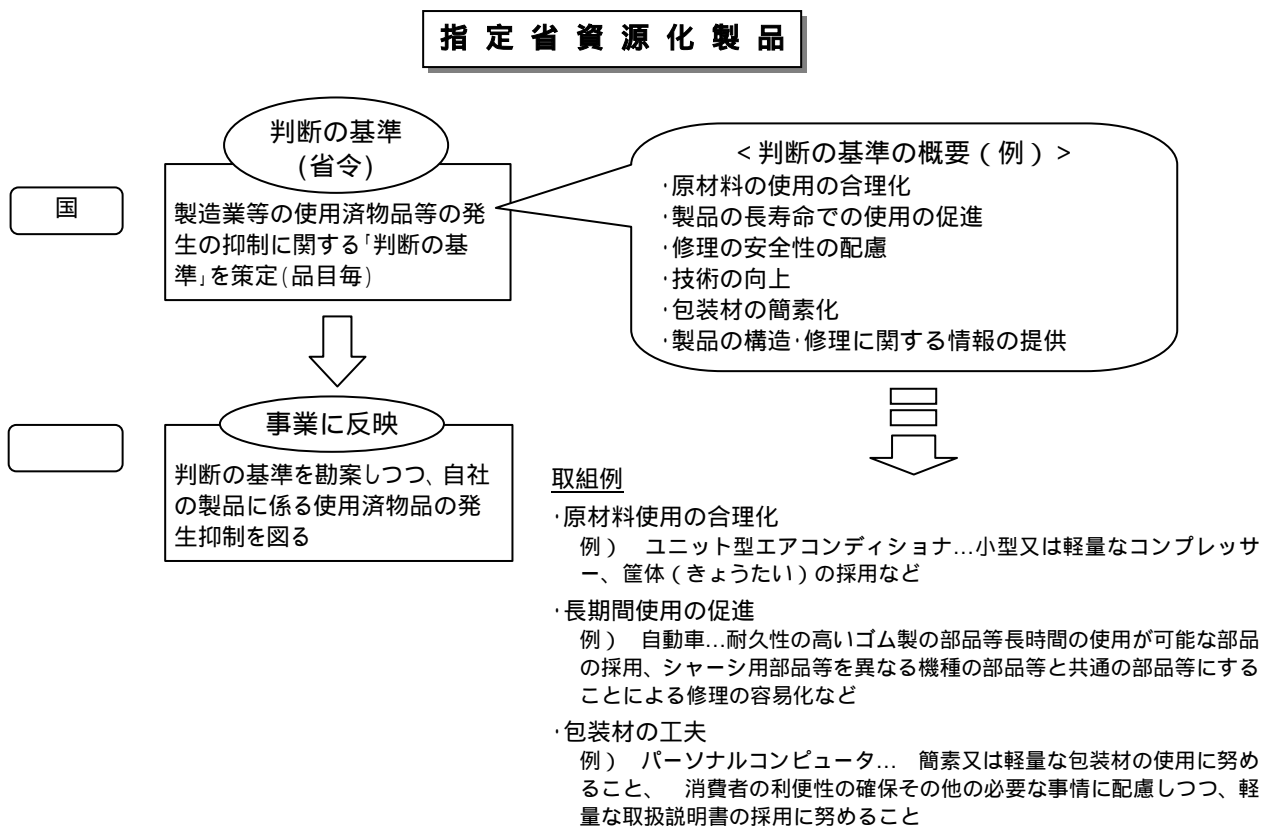 指定省資源化製品
判断の基準
(省令)
国
製造業等の使用済物品等の発
生の抑制に関する「判断の基
準」を策定(品目毎)
<判断の基準の概要(例)>
・原材料の使用の合理化
・製品の長寿命での使用の促進
・修理の安全性の配慮
・技術の向上
・包装材の簡素化
・製品の構造・修理に関する情報の提供
事業に反映
判断の基準を勘案しつつ、自社
の製品に係る使用済物品の発
生抑制を図る
取組例
・原材料使用の合理化
例) ユニット型エアコンディショナ…小型又は軽量なコンプレッサ
ー、筐体(きょうたい)の採用など
・長期間使用の促進
例) 自動車…耐久性の高いゴム製の部品等長時間の使用が可能な部品
の採用、シャーシ用部品等を異なる機種の部品等と共通の部品等にする
ことによる修理の容易化など
・包装材の工夫
例) パーソナルコンピュータ… 簡素又は軽量な包装材の使用に努め
ること、 消費者の利便性の確保その他の必要な事情に配慮しつつ、軽
量な取扱説明書の採用に努めること